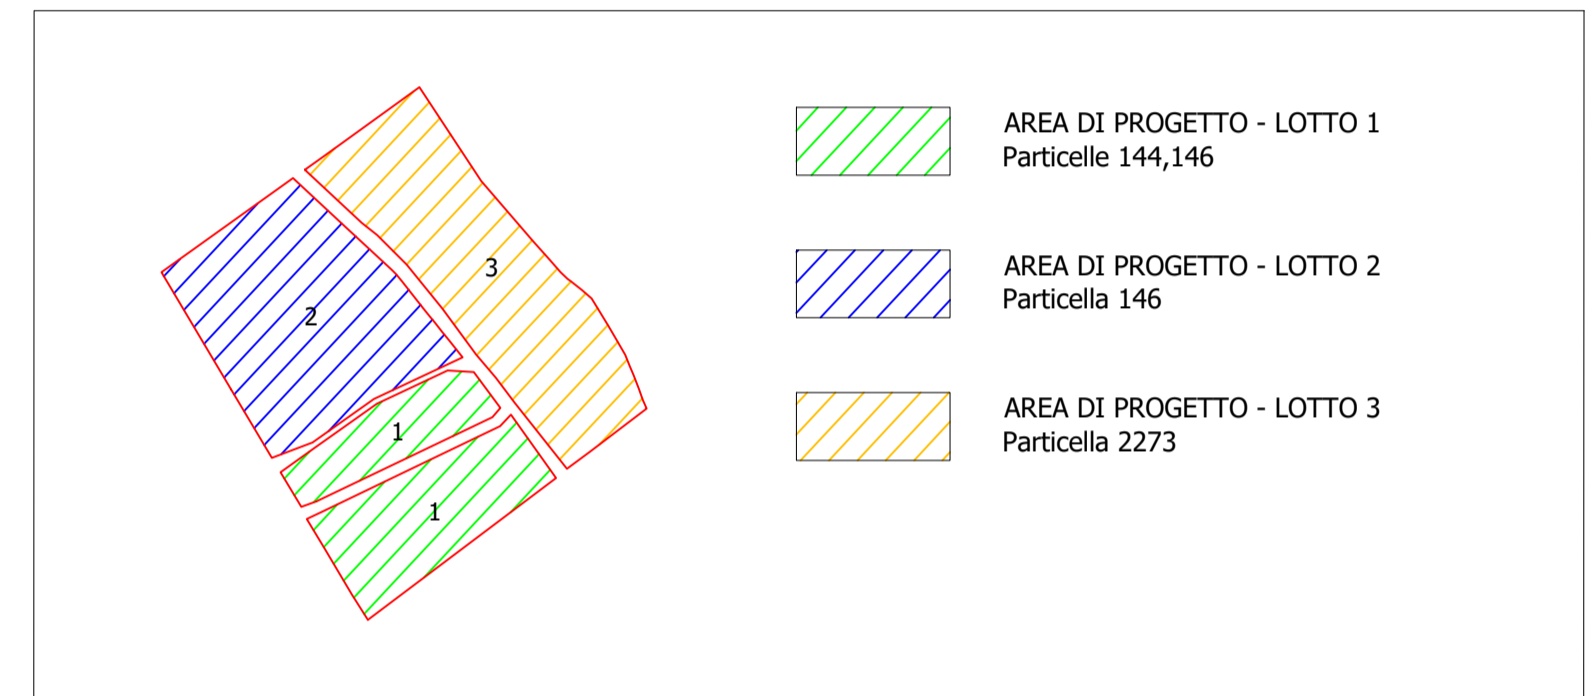 AREA DI PROGETTO - LOTTO 1
Particelle 144,146
AREA DI PROGETTO - LOTTO 2
Particella 146
AREA DI PROGETTO - LOTTO 3
Particella 2273
3
2
1
1